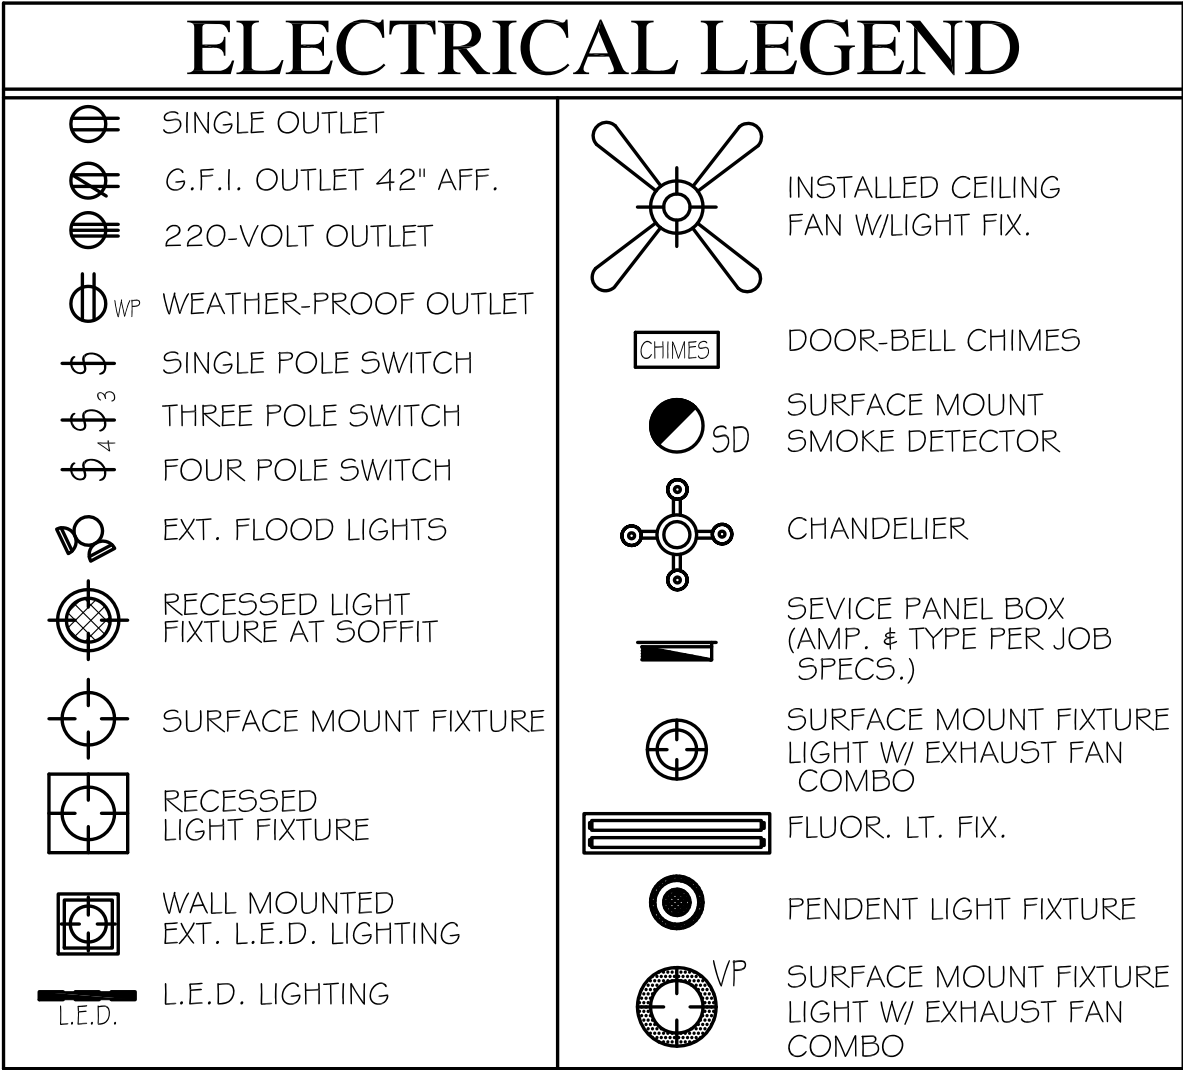 ELECTRICAL LEGEND
SINGLE OUTLET
G.F.I. OUTLET 42" AFF.
220-VOLT OUTLET
WP WEATHER-PROOF OUTLET
SINGLE POLE SWITCH
3 THREE POLE SWITCH
4 FOUR POLE SWITCH
EXT. FLOOD LIGHTS
RECESSED LIGHT
FIXTURE AT SOFFIT
SURFACE MOUNT FIXTURE
RECESSED
LIGHT FIXTURE
WALL MOUNTED
EXT. L.E.D. LIGHTING
L.E.D. LIGHTING
L.E.D.
INSTALLED CEILING
FAN W/LIGHT FIX.
CHIMES DOOR-BELL CHIMES
SURFACE MOUNT
SD SMOKE DETECTOR
CHANDELIER
SEVICE PANEL BOX
(AMP. & TYPE PER JOB
SPECS.)
SURFACE MOUNT FIXTURE
LIGHT W/ EXHAUST FAN
COMBO
FLUOR. LT. FIX.
PENDENT LIGHT FIXTURE
VP SURFACE MOUNT FIXTURE
LIGHT W/ EXHAUST FAN
COMBO